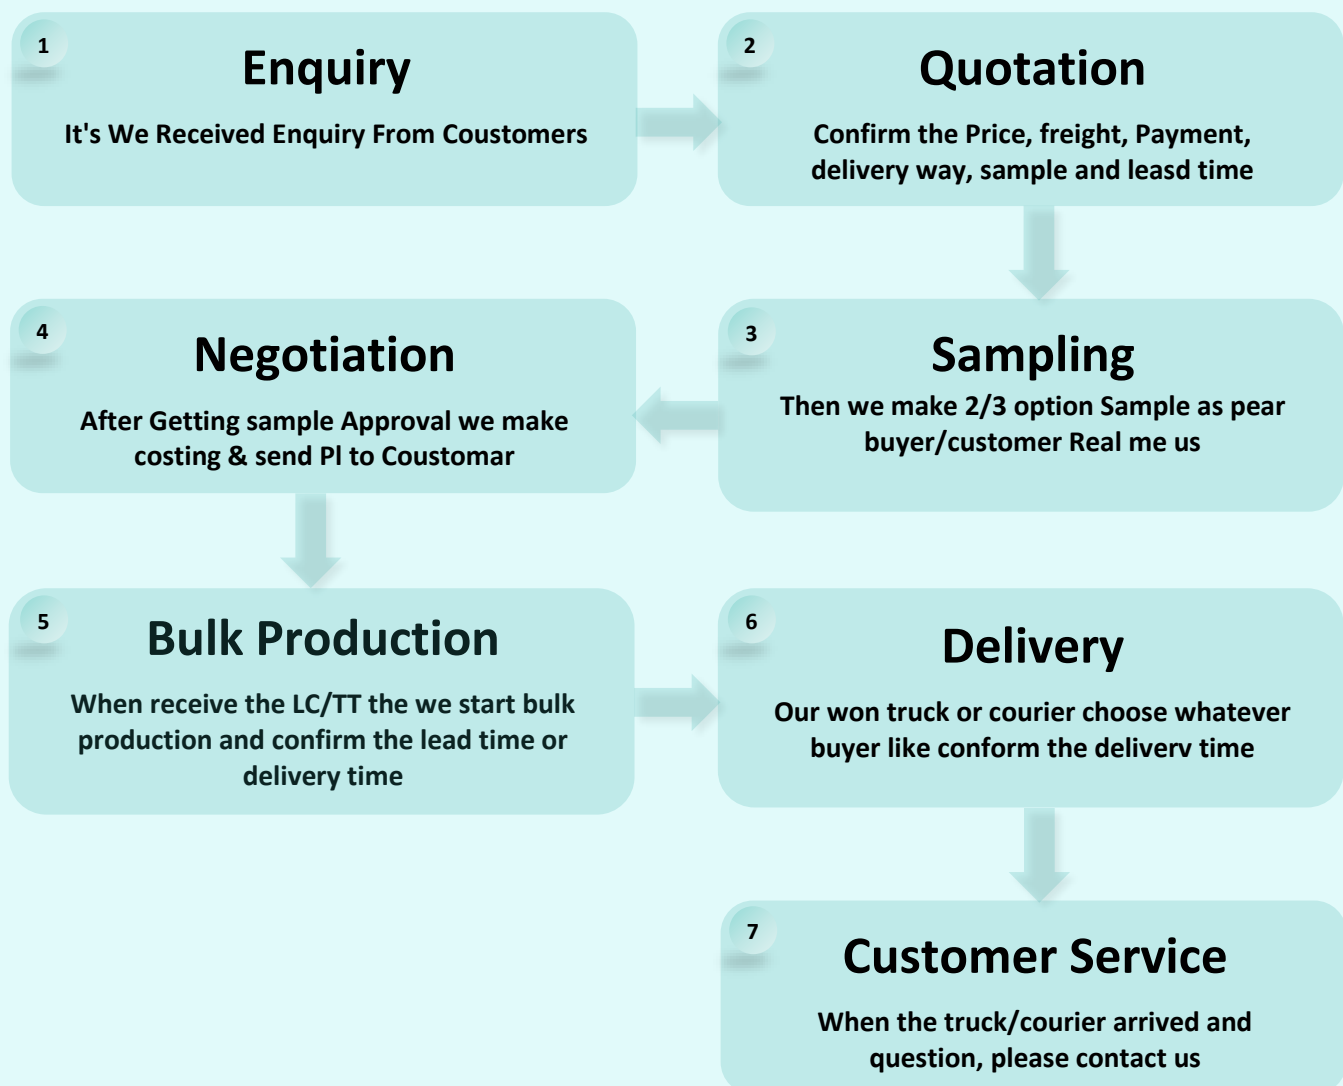 1
Enquiry
It's We Received Enquiry From Coustomers
2
Quotation
Confirm the Price, freight, Payment,
delivery way, sample and leasd time
3
Sampling
Then we make 2/3 option Sample as pear
buyer/customer Real me us
4
Negotiation
After Getting sample Approval we make
costing & send Pl to Coustomar
5
Bulk Production
When receive the LC/TT the we start bulk
production and confirm the lead time or
delivery time
6
Delivery
Our won truck or courier choose whatever
buyer like conform the deliverv time
7
Customer Service
When the truck/courier arrived and
question, please contact us